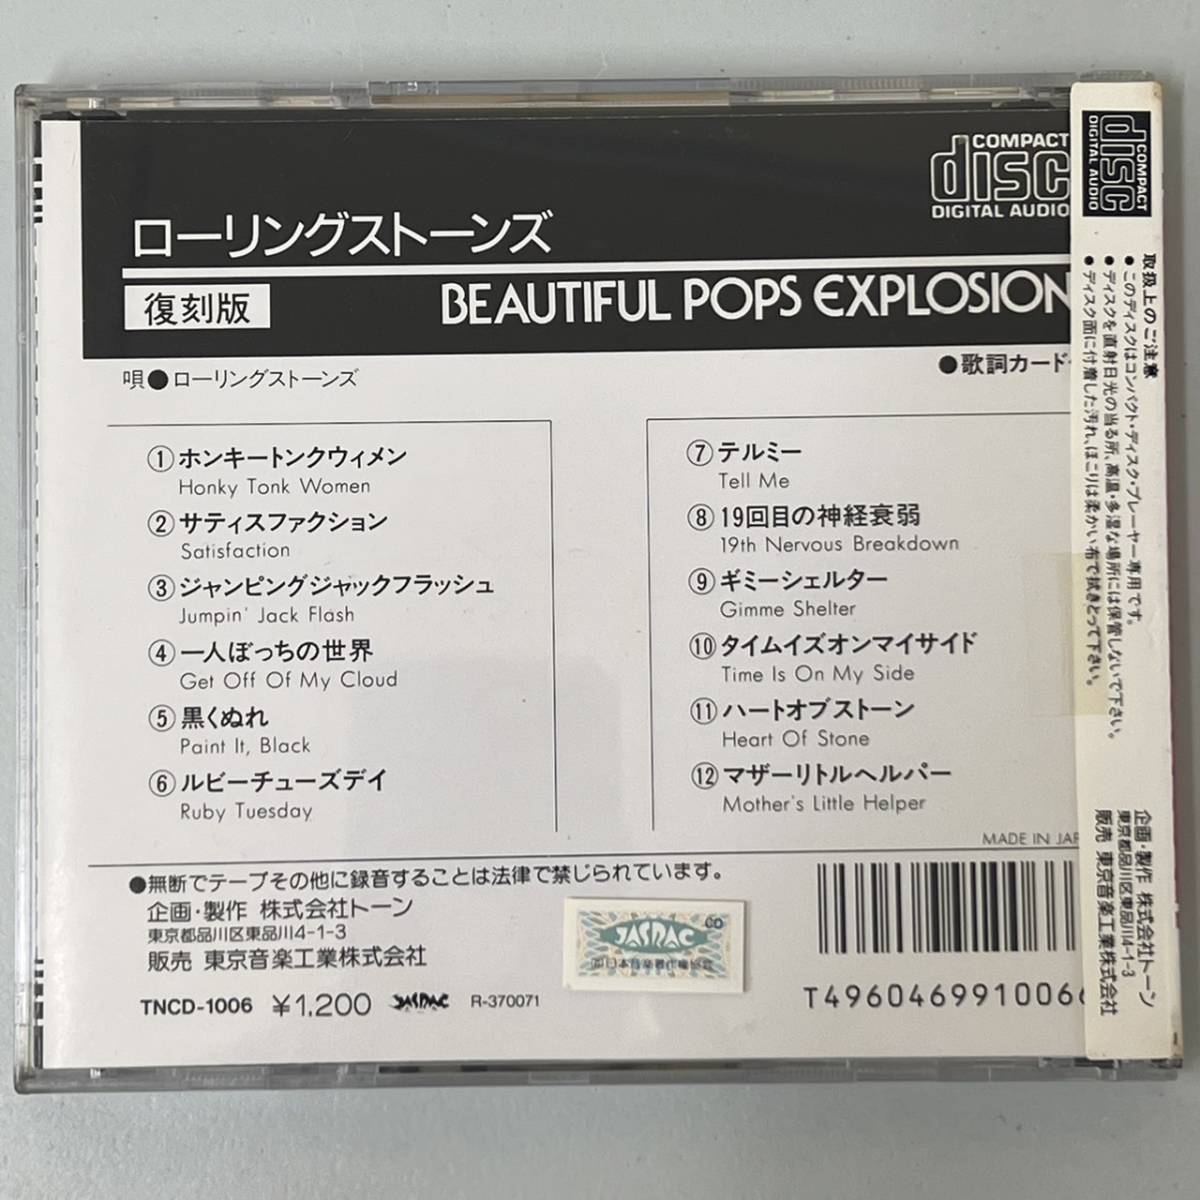 COMPACT
disc
DIGITAL AUDIO
ローリングストーンズ
復刻版
BEAUTIFUL POPS EXPLOSION
唄●ローリングストーンズ
●歌詞カード
①ホンキートンクウィメン
Honky Tonk Women
②サティスファクション
Satisfaction
③ジャンピングジャックフラッシュ
Jumpin' Jack Flash
④一人ぼっちの世界
Get Off Of My Cloud
⑤黒くぬれ
Paint It, Black
⑥ルビーチューズデイ
Ruby Tuesday
⑦テルミー
Tell Me
⑧19回目の神経衰弱
19th Nervous Breakdown
⑨ギミーシェルター
Gimme Shelter
⑩タイムイズオンマイサイド
Time Is On My Side
⑪ハートオブストーン
Heart Of Stone
⑫マザーリトルヘルパー
Mother's Little Helper
MADE IN JAP
●無断でテープその他に録音することは法律で禁じられています。
企画・製作 株式会社トーン
東京都品川区東品川4-1-3
販売 東京音楽工業株式会社
TNCD-1006 ¥1,200 JASRAC R-370071
JASRAC
CD
T4960469910066
COMPACT
disc
DIGITAL AUDIO
取扱上のご注意
●このディスクはコンパクト・ディスク・プレーヤー専用です。
●ディスクを直射日光の当る所、高温・多湿な場所には保管しないで下さい。
●ディスク面に付着した汚れ、ほこりは柔かい布で拭きとって下さい。
企画・製作 株式会社トーン
東京都品川区東品川4-1-3
販売 東京音楽工業株式会社